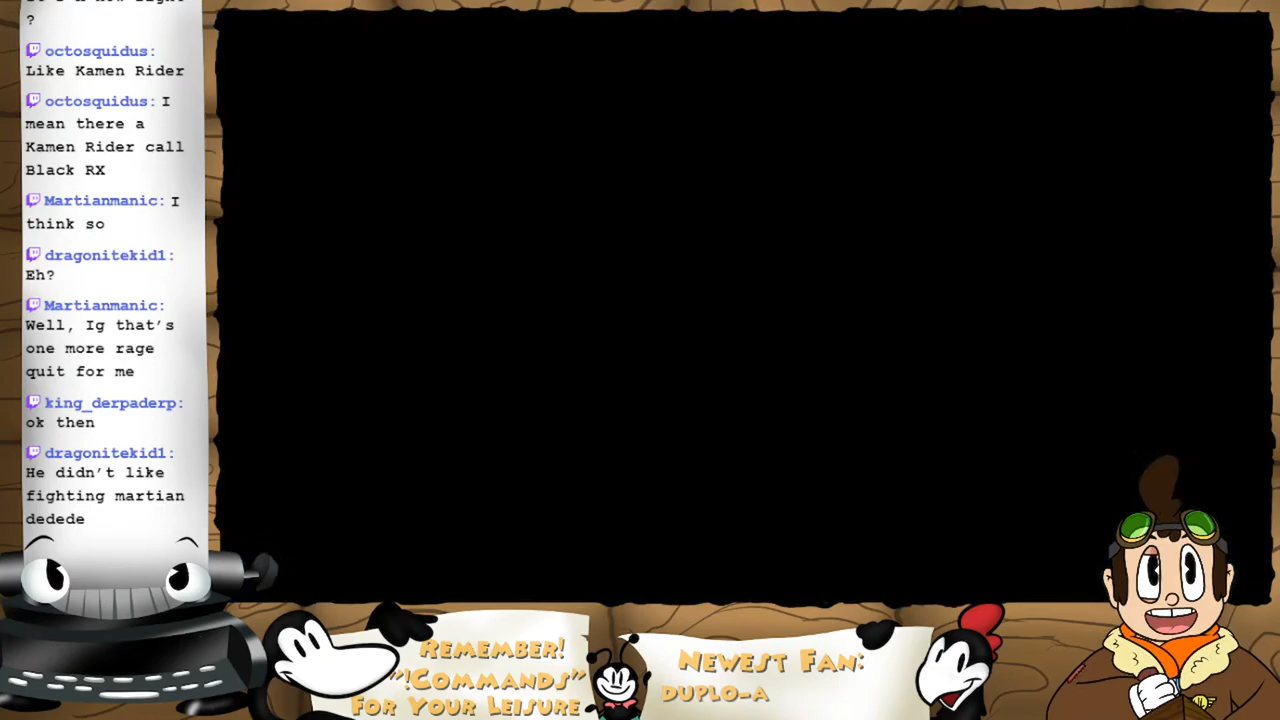 ?
octosquidus:
Like Kamen Rider
octosquidus: I
mean there a
Kamen Rider call
Black RX
Martianmanic: I
think so
dragonitekid1:
Eh?
Martianmanic:
Well, Ig that's
one more rage
quit for me
king_derpaderp:
ok then
dragonitekid1:
He didn't like
fighting martian
dedede
Remember!
"!Commands"
For Your Leisure
Newest Fan:
duplo-a